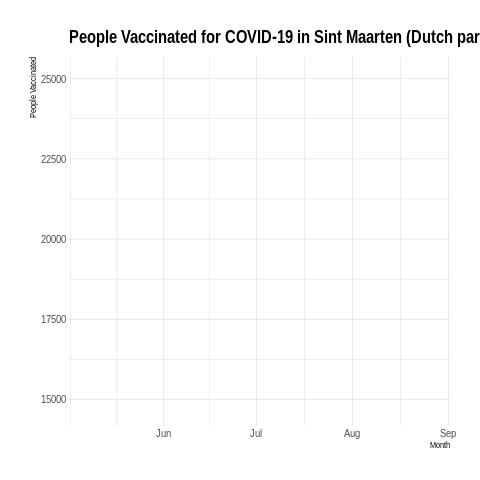 People Vaccinated for COVID-19 in Sint Maarten (Dutch par
People Vaccinated
25000
22500
20000
17500
15000
Jun Jul Aug Sep
Month